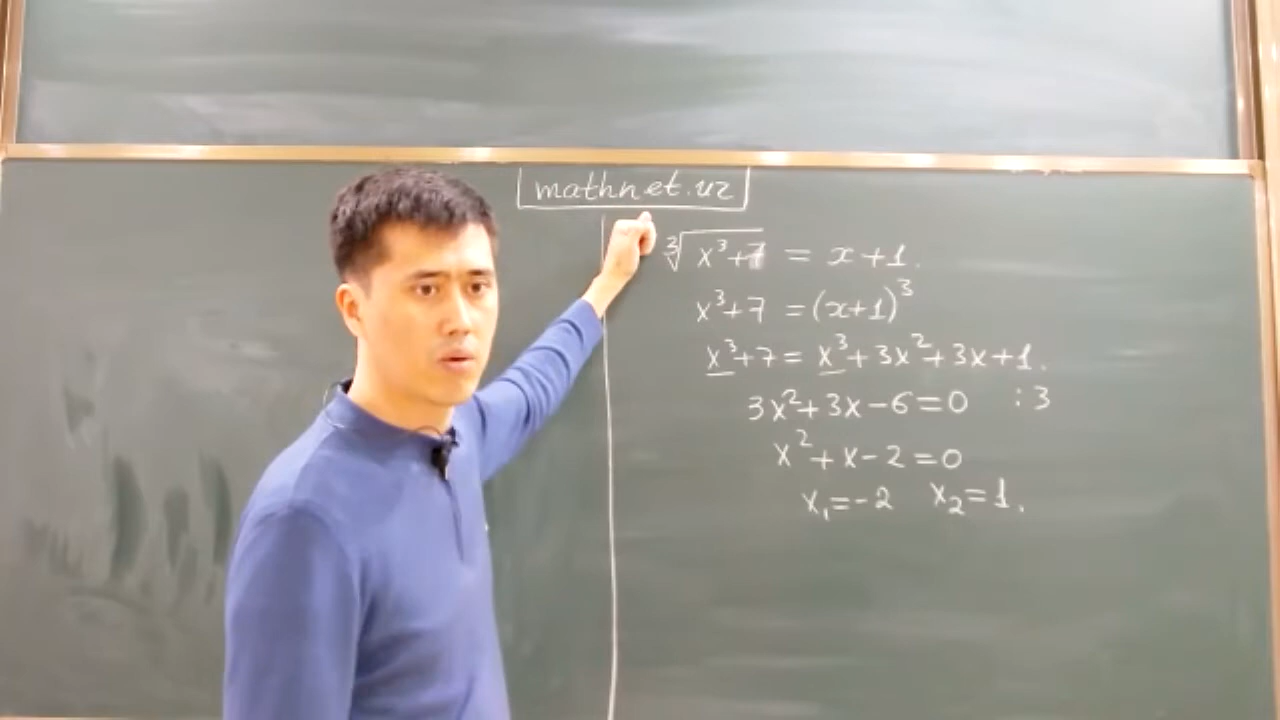 mathnet.uz
∛(x³+7) = x+1.
x³+7 = (x+1)³
x³+7 = x³+3x²+3x+1.
3x²+3x-6=0 :3
x²+x-2=0
x₁=-2 x₂=1.